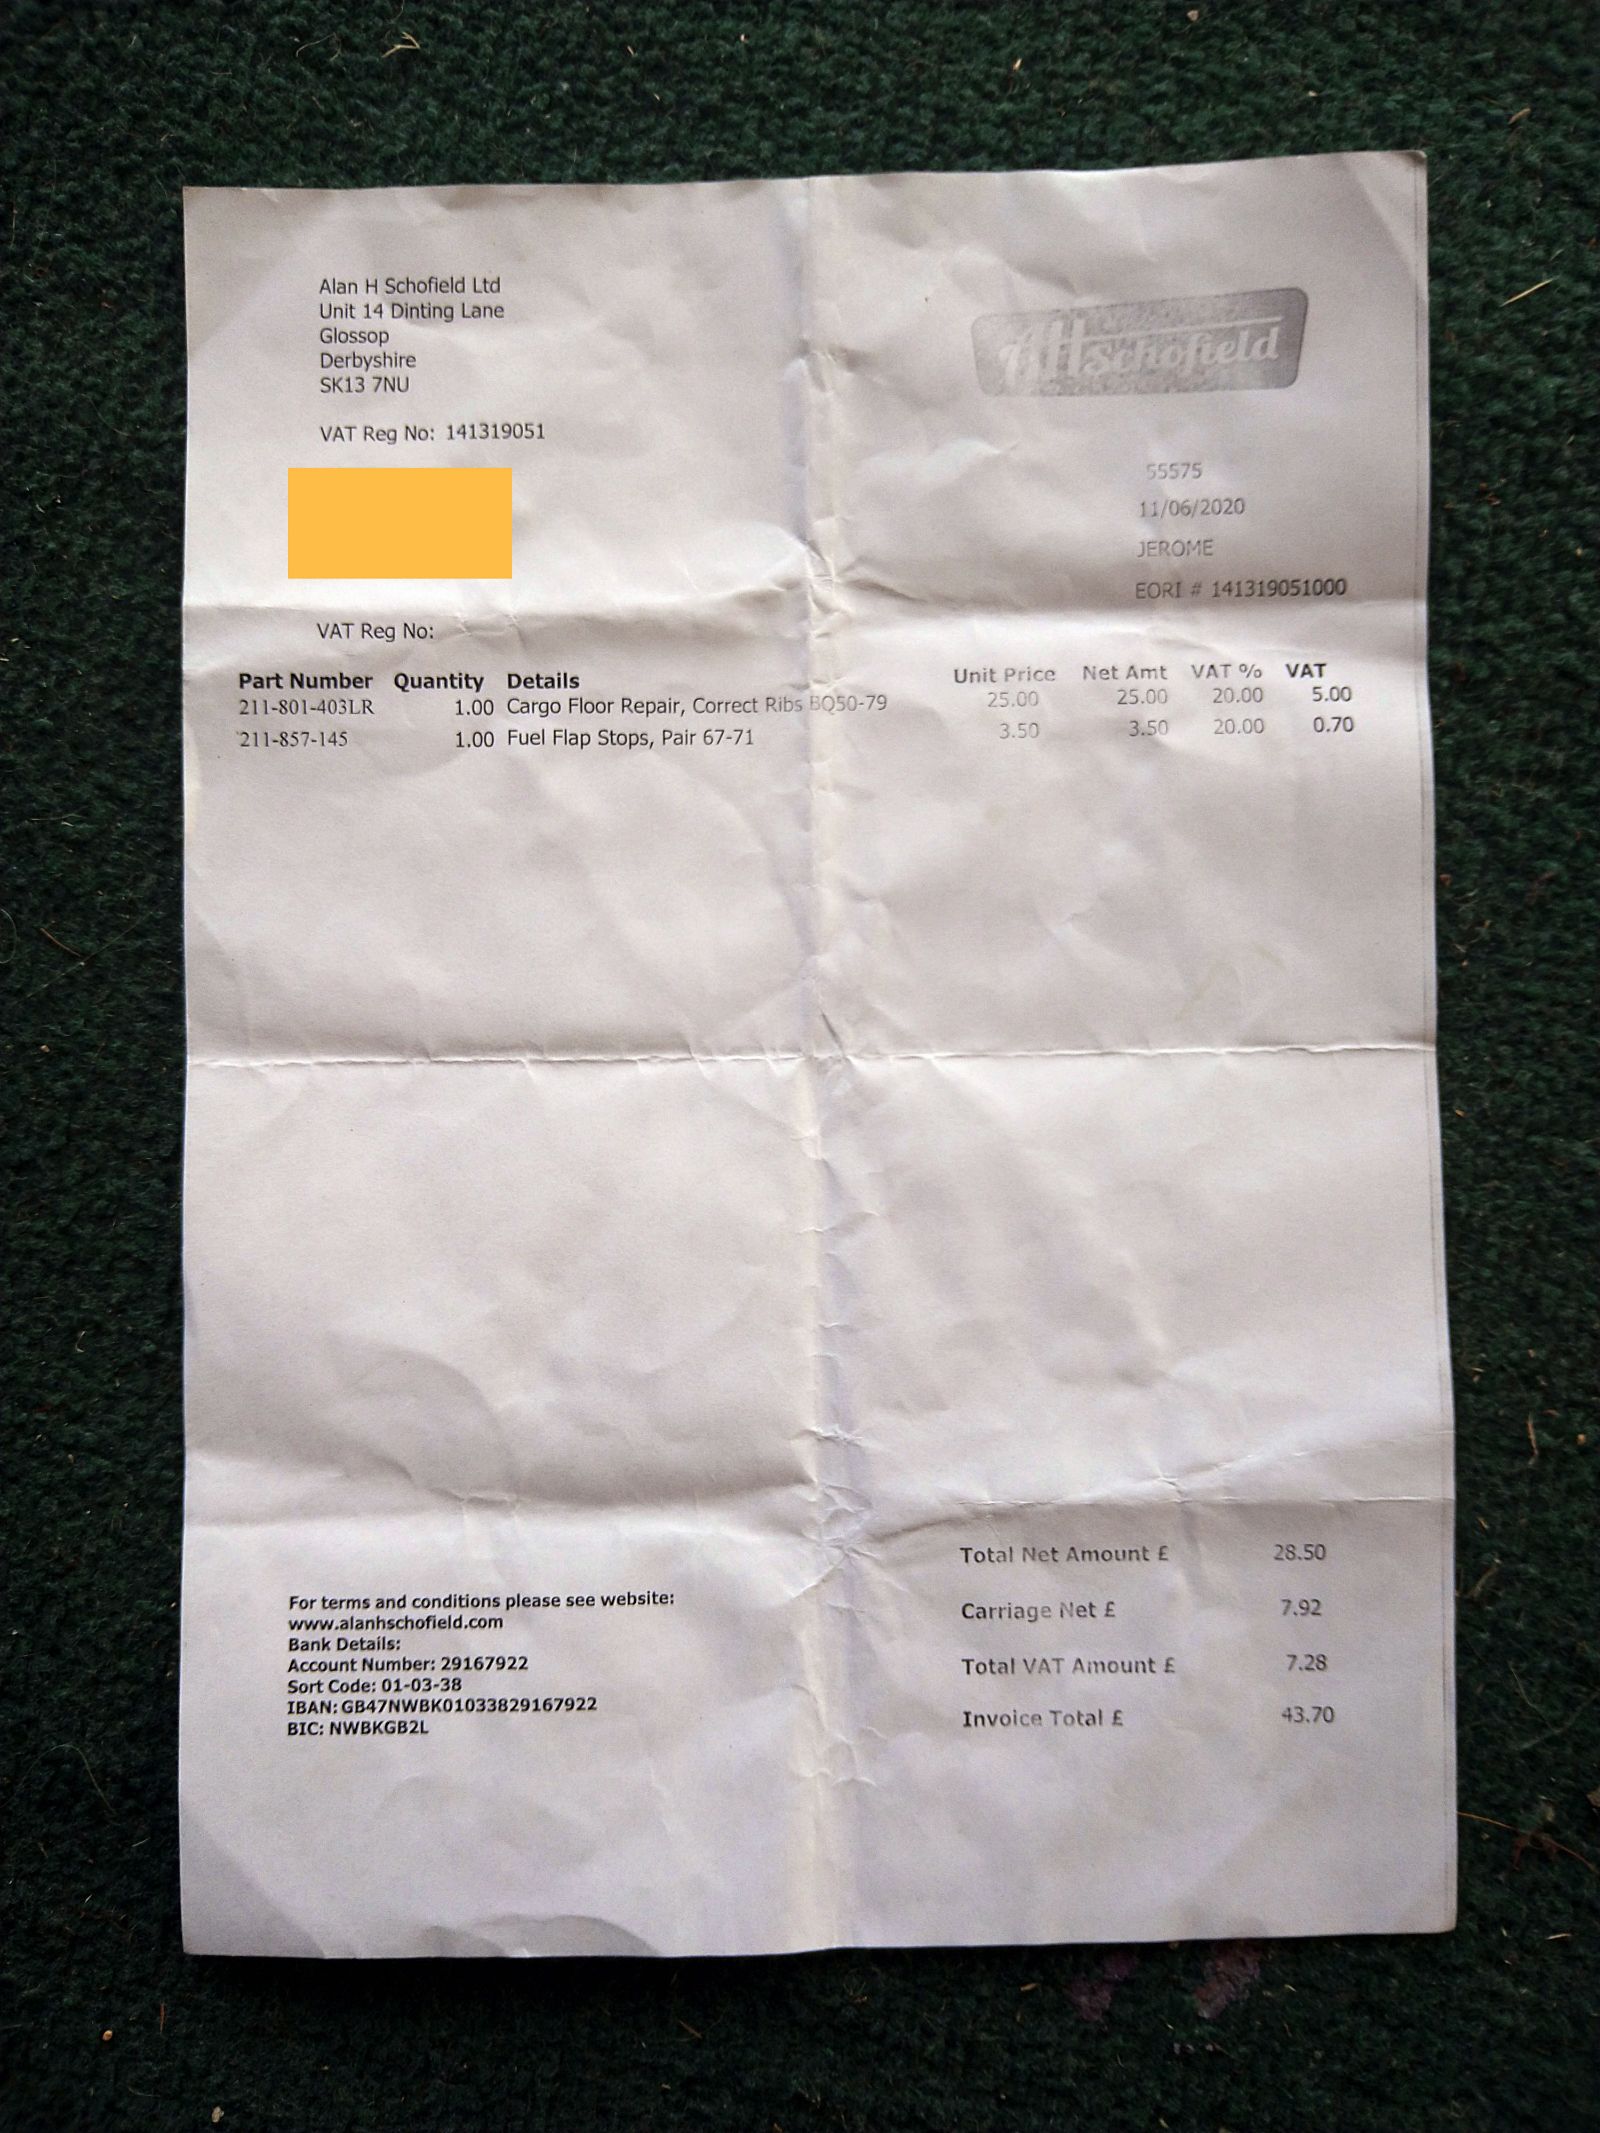 Alan H Schofield Ltd
Unit 14 Dinting Lane
Glossop
Derbyshire
SK13 7NU
VAT Reg No: 141319051
AHSchofield
55575
11/06/2020
JEROME
EORI # 141319051000
VAT Reg No:
Part Number Quantity Details Unit Price Net Amt VAT % VAT
211-801-403LR 1.00 Cargo Floor Repair, Correct Ribs BQ50-79 25.00 25.00 20.00 5.00
211-857-145 1.00 Fuel Flap Stops, Pair 67-71 3.50 3.50 20.00 0.70
For terms and conditions please see website:
www.alanhschofield.com
Bank Details:
Account Number: 29167922
Sort Code: 01-03-38
IBAN: GB47NWBK01033829167922
BIC: NWBKGB2L
Total Net Amount £ 28.50
Carriage Net £ 7.92
Total VAT Amount £ 7.28
Invoice Total £ 43.70